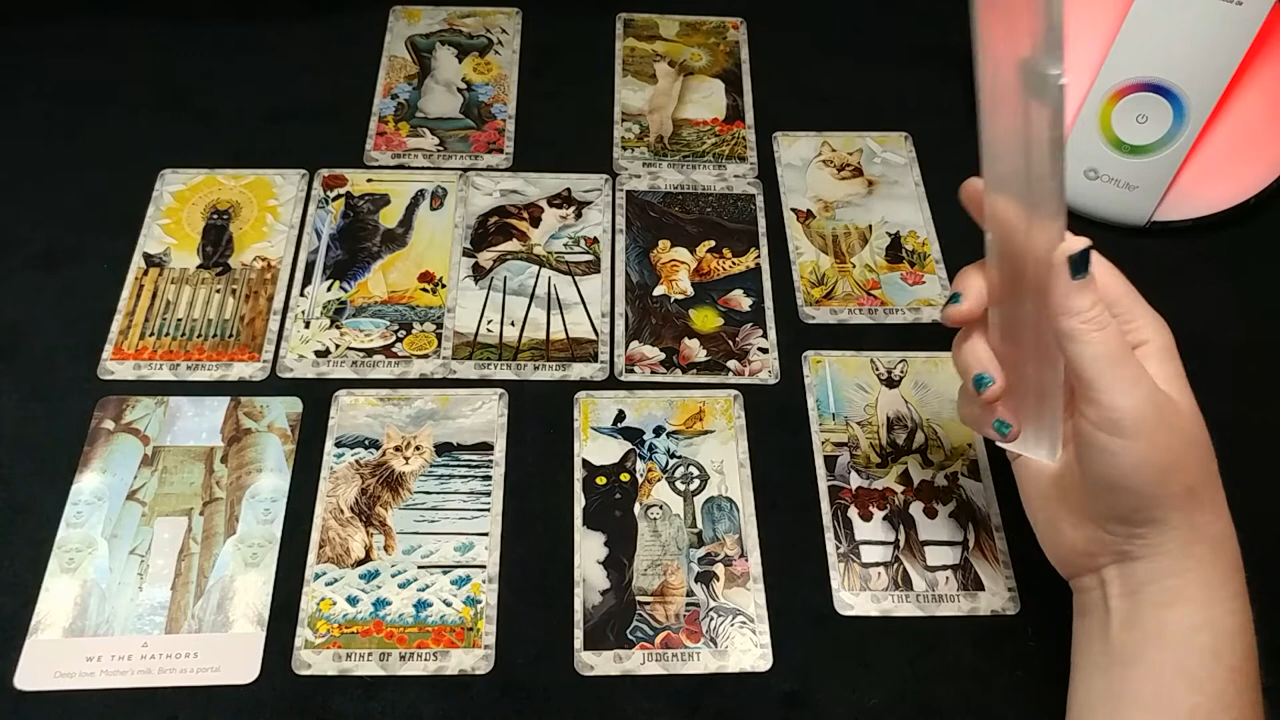 QUEEN OF PENTACLES
PAGE OF PENTACLES
SIX OF WANDS
THE MAGICIAN
SEVEN OF WANDS
THE HERMIT
ACE OF CUPS
WE THE HATHORS
Deep love. Mother's milk. Birth as a portal.
NINE OF WANDS
JUDGMENT
THE CHARIOT
OttLite